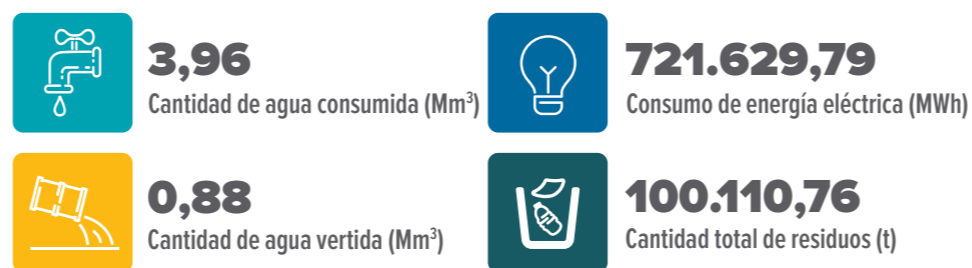 3,96
Cantidad de agua consumida (Mm³)
721.629,79
Consumo de energía eléctrica (MWh)
0,88
Cantidad de agua vertida (Mm³)
100.110,76
Cantidad total de residuos (t)